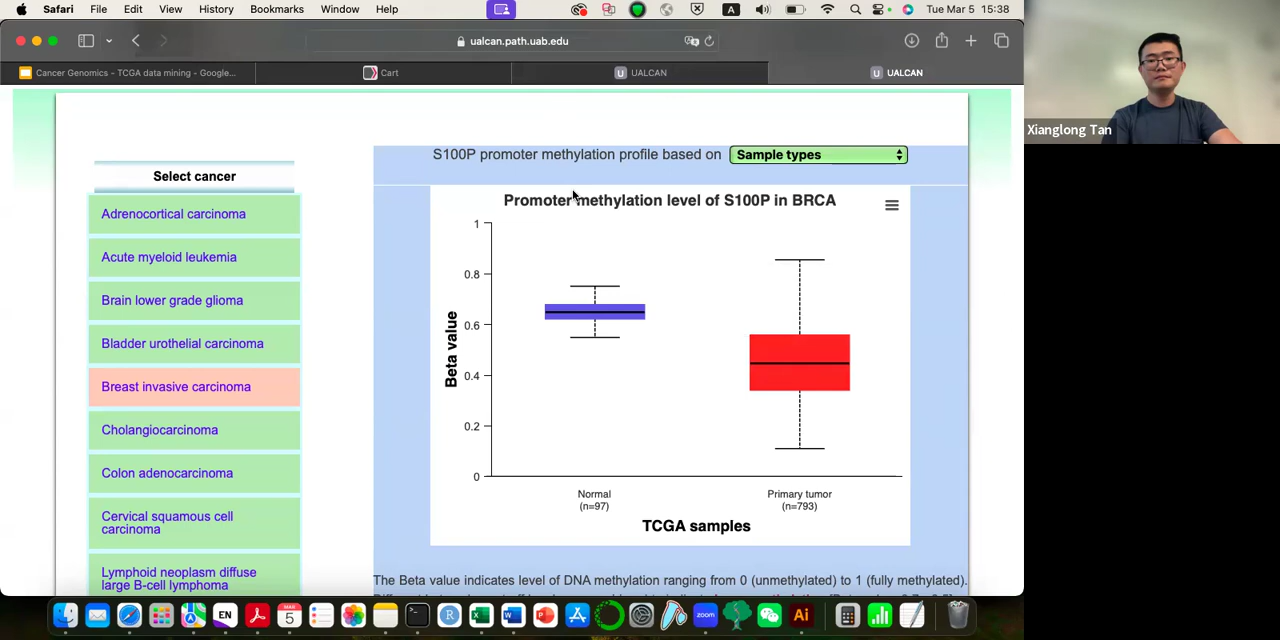 Safari File Edit View History Bookmarks Window Help A Tue Mar 5 15:38
ualcan.path.uab.edu
Cancer Genomics - TCGA data mining - Google...
Cart
U UALCAN
U UALCAN
Xianglong Tan
S100P promoter methylation profile based on Sample types
Select cancer
Adrenocortical carcinoma
Acute myeloid leukemia
Brain lower grade glioma
Bladder urothelial carcinoma
Breast invasive carcinoma
Cholangiocarcinoma
Colon adenocarcinoma
Cervical squamous cell
carcinoma
Lymphoid neoplasm diffuse
large B-cell lymphoma
Promoter methylation level of S100P in BRCA
1
0.8
0.6
0.4
0.2
0
Beta value
Normal
(n=97)
Primary tumor
(n=793)
TCGA samples
The Beta value indicates level of DNA methylation ranging from 0 (unmethylated) to 1 (fully methylated).
MAR
5
EN
R
X
W
P
zoom
Ai